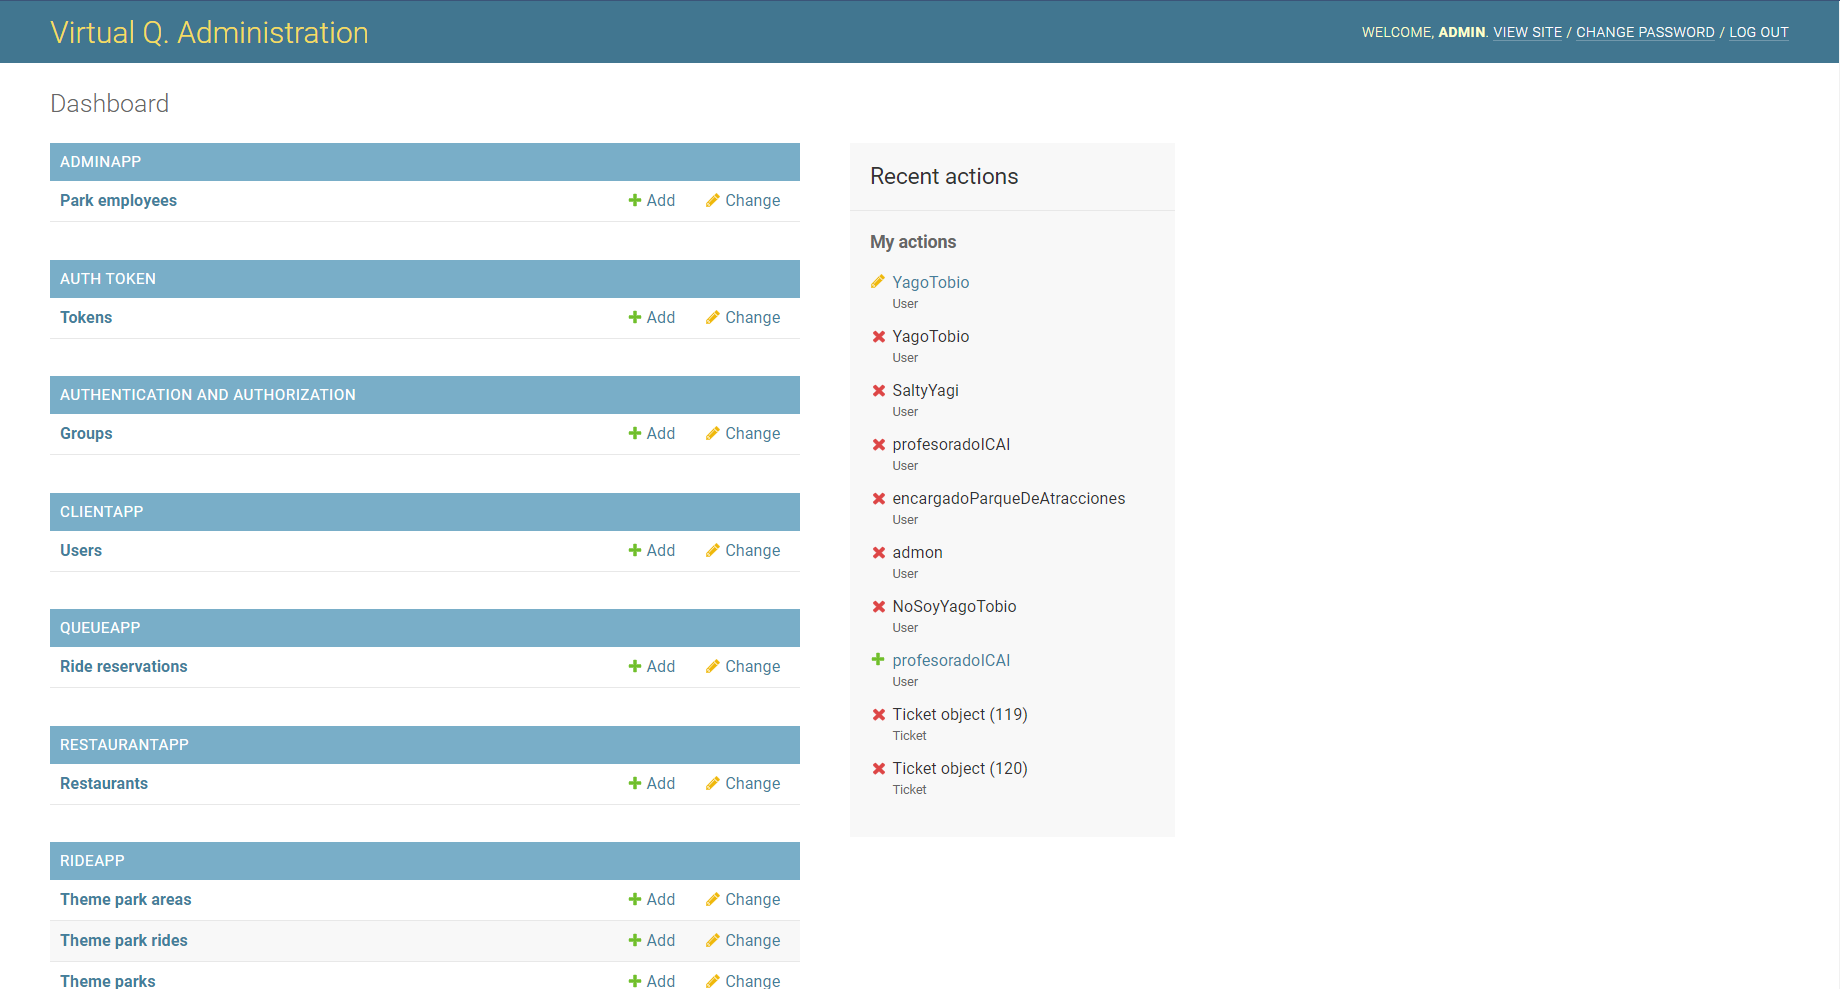 Virtual Q. Administration
WELCOME, ADMIN. VIEW SITE / CHANGE PASSWORD / LOG OUT
Dashboard
ADMINAPP
Park employees Add Change
AUTH TOKEN
Tokens Add Change
AUTHENTICATION AND AUTHORIZATION
Groups Add Change
CLIENTAPP
Users Add Change
QUEUEAPP
Ride reservations Add Change
RESTAURANTAPP
Restaurants Add Change
RIDEAPP
Theme park areas Add Change
Theme park rides Add Change
Theme parks Add Change
Recent actions
My actions
YagoTobio
User
YagoTobio
User
SaltyYagi
User
profesoradoICAI
User
encargadoParqueDeAtracciones
User
admon
User
NoSoyYagoTobio
User
profesoradoICAI
User
Ticket object (119)
Ticket
Ticket object (120)
Ticket